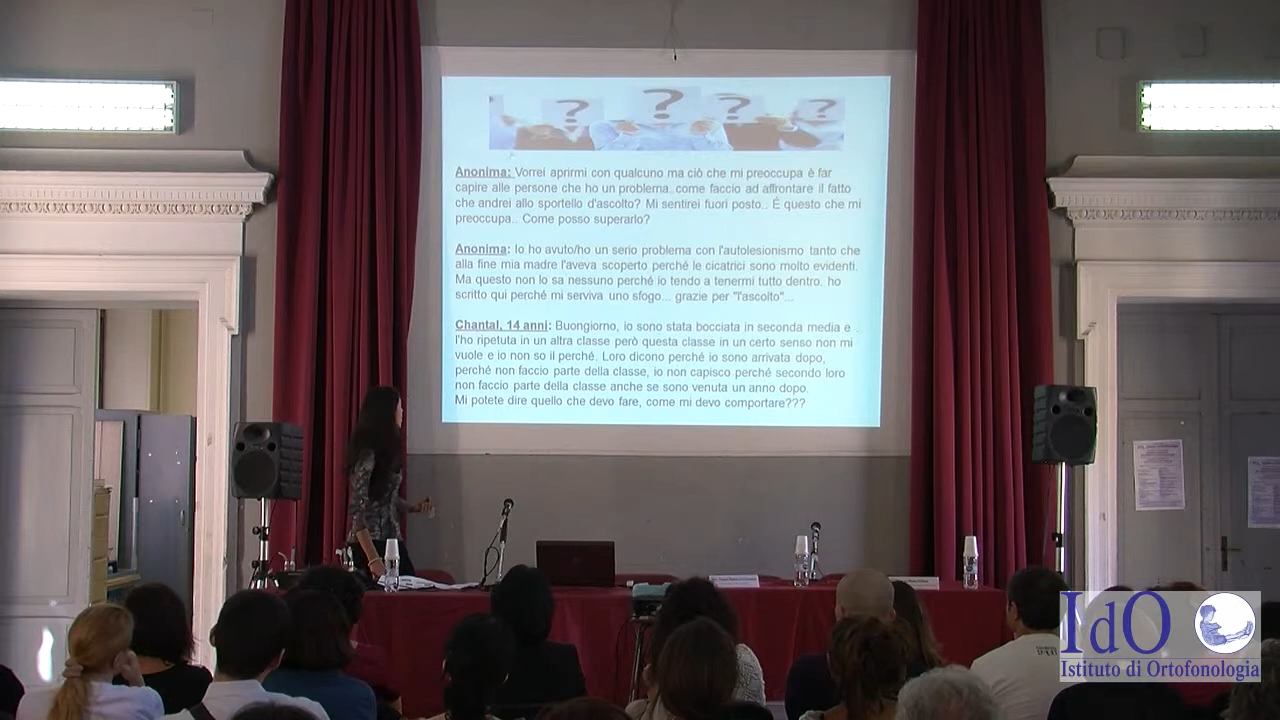 ? ? ? ?
Anonima: Vorrei aprirmi con qualcuno ma ciò che mi preoccupa è far
capire alle persone che ho un problema..come faccio ad affrontare il fatto
che andrei allo sportello d'ascolto? Mi sentirei fuori posto.. É questo che mi
preoccupa.. Come posso superarlo?
Anonima: Io ho avuto/ho un serio problema con l'autolesionismo tanto che
alla fine mia madre l'aveva scoperto perché le cicatrici sono molto evidenti.
Ma questo non lo sa nessuno perché io tendo a tenermi tutto dentro. ho
scritto qui perché mi serviva uno sfogo... grazie per "l'ascolto"...
Chantal, 14 anni: Buongiorno, io sono stata bocciata in seconda media e ..
l'ho ripetuta in un altra classe però questa classe in un certo senso non mi
vuole e io non so il perché. Loro dicono perché io sono arrivata dopo,
perché non faccio parte della classe, io non capisco perché secondo loro
non faccio parte della classe anche se sono venuta un anno dopo.
Mi potete dire quello che devo fare, come mi devo comportare???
IdO
Istituto di Ortofonologia